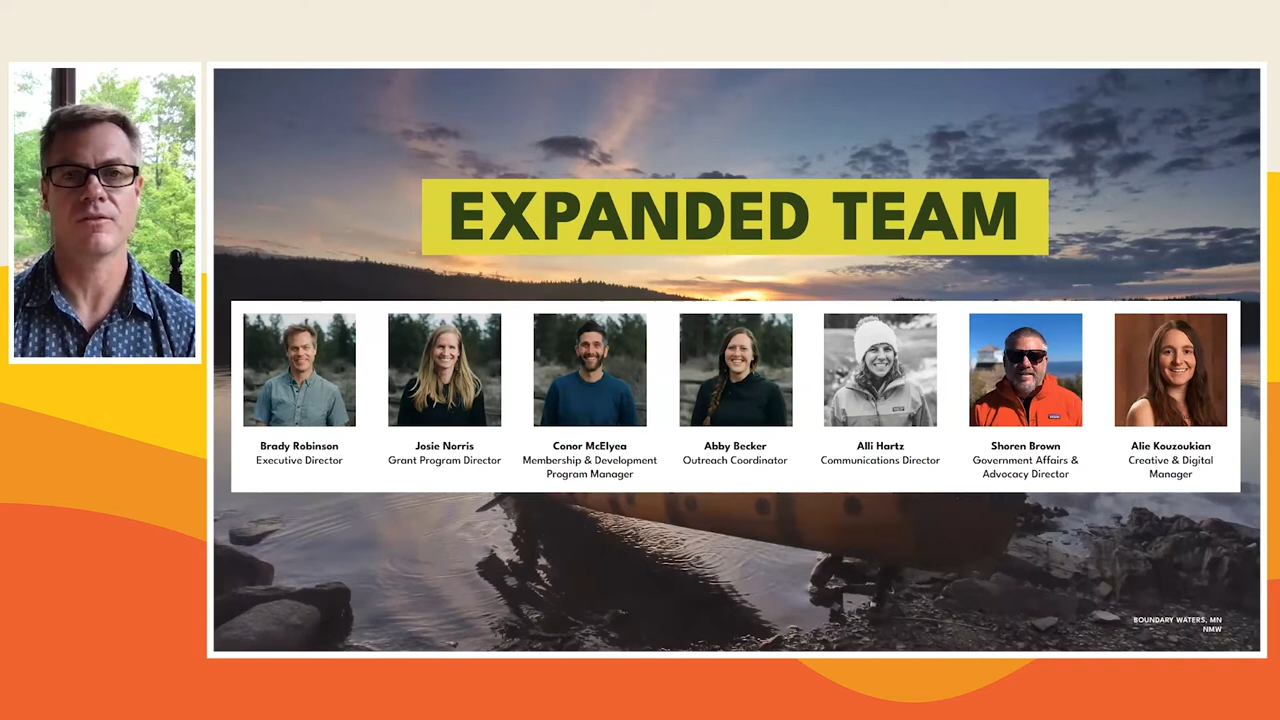 EXPANDED TEAM
Brady Robinson
Executive Director
Josie Norris
Grant Program Director
Conor McElyea
Membership & Development
Program Manager
Abby Becker
Outreach Coordinator
Alli Hartz
Communications Director
Shoren Brown
Government Affairs &
Advocacy Director
Alie Kouzoukian
Creative & Digital
Manager
BOUNDARY WATERS, MN
NMW